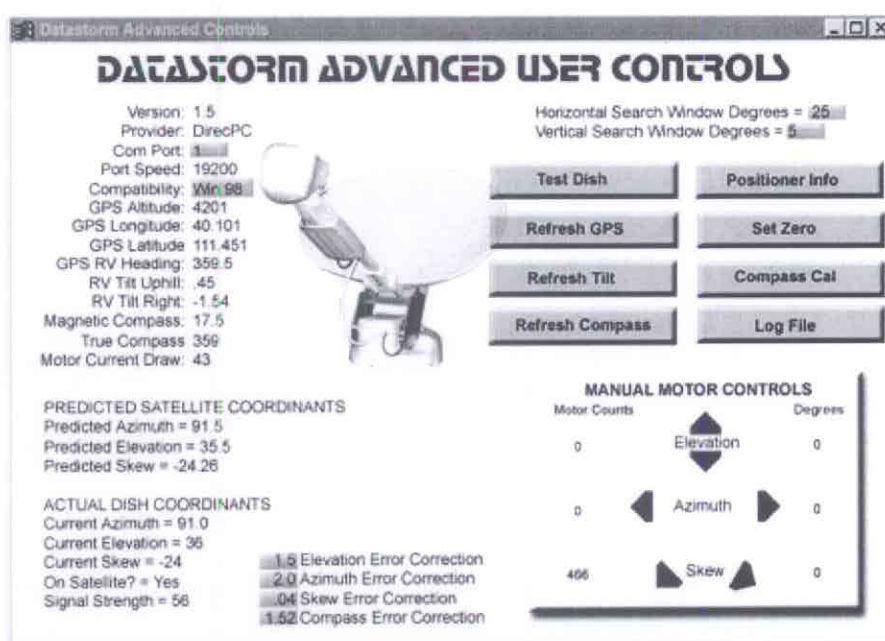 Datastorm Advanced Controls
DATASTORM ADVANCED USER CONTROLS
Version: 1.5
Provider: DirecPC
Com Port: 1
Port Speed: 19200
Compatibility: Win 98
GPS Altitude: 4201
GPS Longitude: 40.101
GPS Latitude 111.451
GPS RV Heading: 359.5
RV Tilt Uphill: .45
RV Tilt Right: -1.54
Magnetic Compass: 17.5
True Compass 359
Motor Current Draw: 43
Horizontal Search Window Degrees = 25
Vertical Search Window Degrees = 5
Test Dish
Positioner Info
Refresh GPS
Set Zero
Refresh Tilt
Compass Cal
Refresh Compass
Log File
PREDICTED SATELLITE COORDINANTS
Predicted Azimuth = 91.5
Predicted Elevation = 35.5
Predicted Skew = -24.26
ACTUAL DISH COORDINANTS
Current Azimuth = 91.0
Current Elevation = 36
Current Skew = -24
On Satellite? = Yes
Signal Strength = 56
1.5 Elevation Error Correction
2.0 Azimuth Error Correction
.04 Skew Error Correction
1.52 Compass Error Correction
MANUAL MOTOR CONTROLS
Motor Counts Degrees
0 Elevation 0
0 Azimuth 0
466 Skew 0